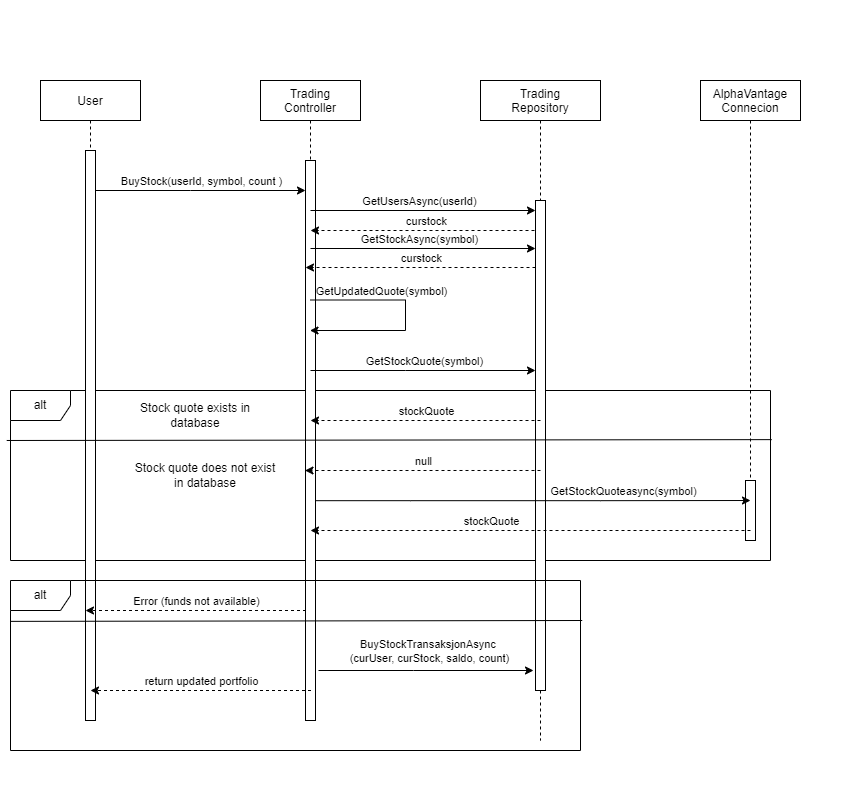 User
Trading
Controller
Trading
Repository
AlphaVantage
Connecion
BuyStock(userId, symbol, count )
GetUsersAsync(userId)
curstock
GetStockAsync(symbol)
curstock
GetUpdatedQuote(symbol)
GetStockQuote(symbol)
alt
Stock quote exists in
database
stockQuote
Stock quote does not exist
in database
null
GetStockQuoteasync(symbol)
stockQuote
alt
Error (funds not available)
BuyStockTransaksjonAsync
(curUser, curStock, saldo, count)
return updated portfolio